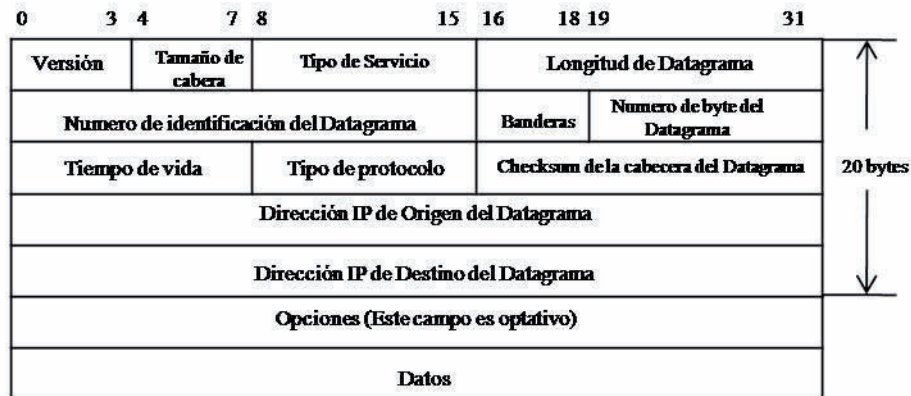 0 3 4 7 8 15 16 18 19 31
Versión
Tamaño de
cabera
Tipo de Servicio
Longitud de Datagrama
Numero de identificación del Datagrama
Banderas
Numero de byte del
Datagrama
Tiempo de vida
Tipo de protocolo
Checksum de la cabecera del Datagrama
20 bytes
Dirección IP de Origen del Datagrama
Dirección IP de Destino del Datagrama
Opciones (Este campo es optativo)
Datos